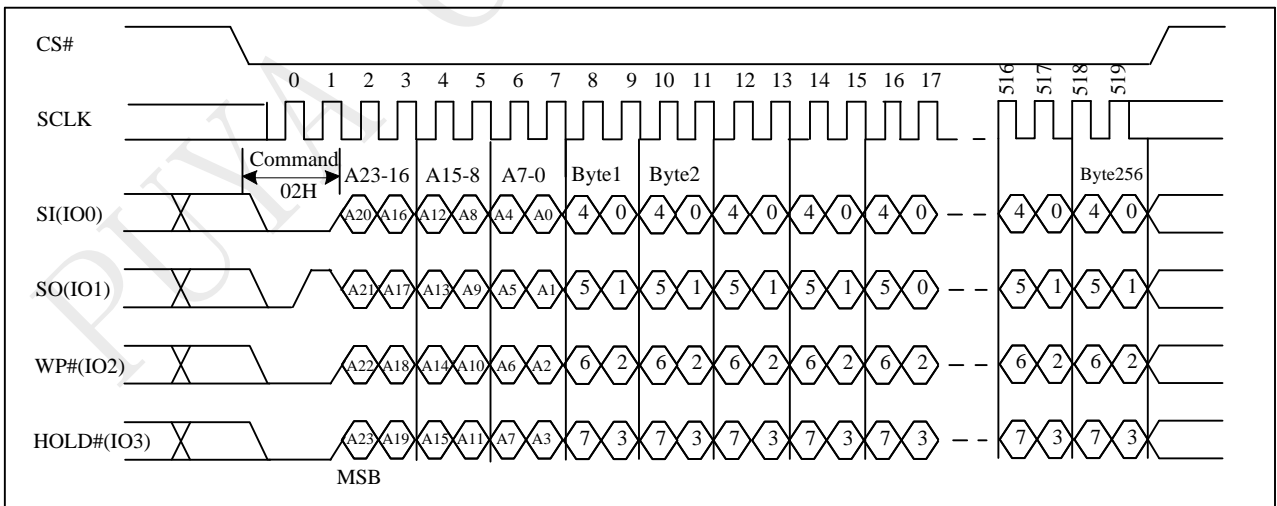 CS#
0 1 2 3 4 5 6 7 8 9 10 11 12 13 14 15 16 17 516 517 518 519
SCLK
Command
02H
A23-16 A15-8 A7-0 Byte1 Byte2 Byte256
SI(IO0) A20 A16 A12 A8 A4 A0 4 0 4 0 4 0 4 0 4 0 4 0 4 0
SO(IO1) A21 A17 A13 A9 A5 A1 5 1 5 1 5 1 5 1 5 0 5 1 5 1
WP#(IO2) A22 A18 A14 A10 A6 A2 6 2 6 2 6 2 6 2 6 2 6 2 6 2
HOLD#(IO3) A23 A19 A15 A11 A7 A3 7 3 7 3 7 3 7 3 7 3 7 3 7 3
MSB
PUYA